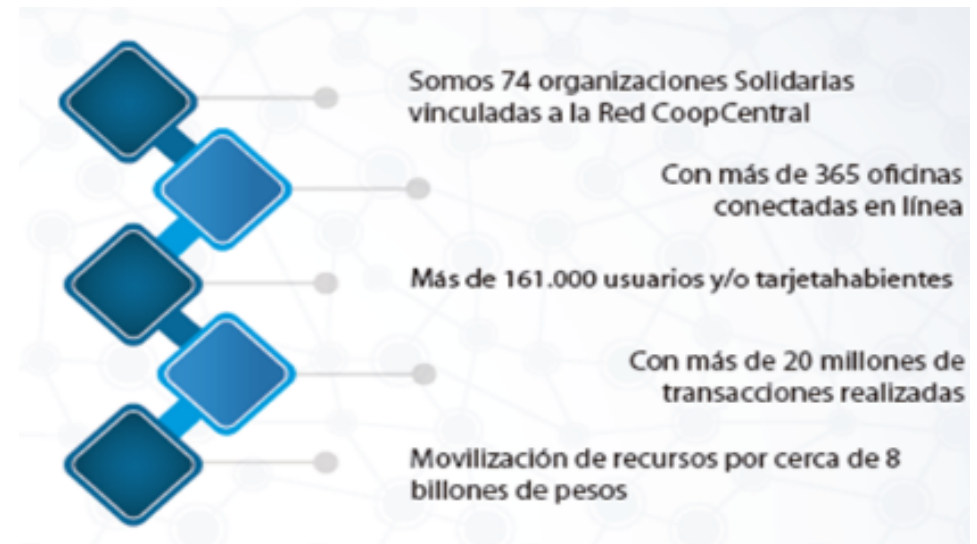 Somos 74 organizaciones Solidarias
vinculadas a la Red CoopCentral
Con más de 365 oficinas
conectadas en línea
Más de 161.000 usuarios y/o tarjetahabientes
Con más de 20 millones de
transacciones realizadas
Movilización de recursos por cerca de 8
billones de pesos